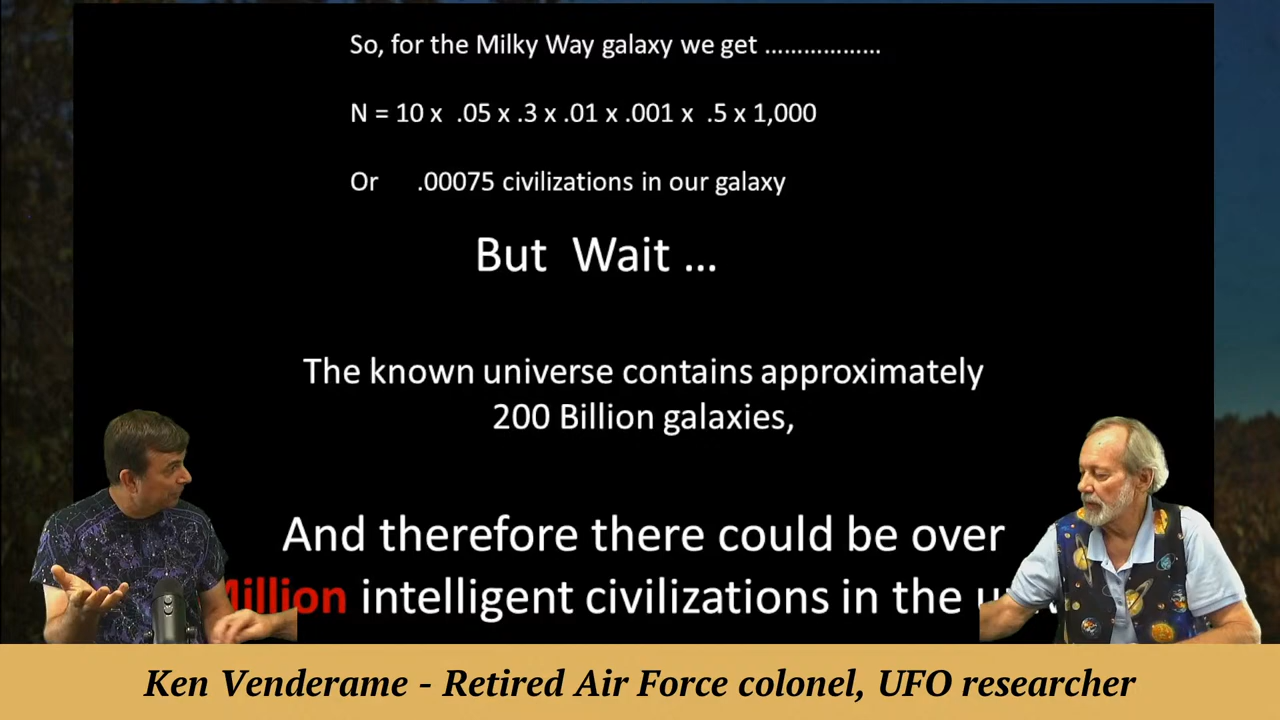 So, for the Milky Way galaxy we get ..................
N = 10 x .05 x .3 x .01 x .001 x .5 x 1,000
Or .00075 civilizations in our galaxy
But Wait ...
The known universe contains approximately
200 Billion galaxies,
And therefore there could be over
Million intelligent civilizations in the
Ken Venderame - Retired Air Force colonel, UFO researcher